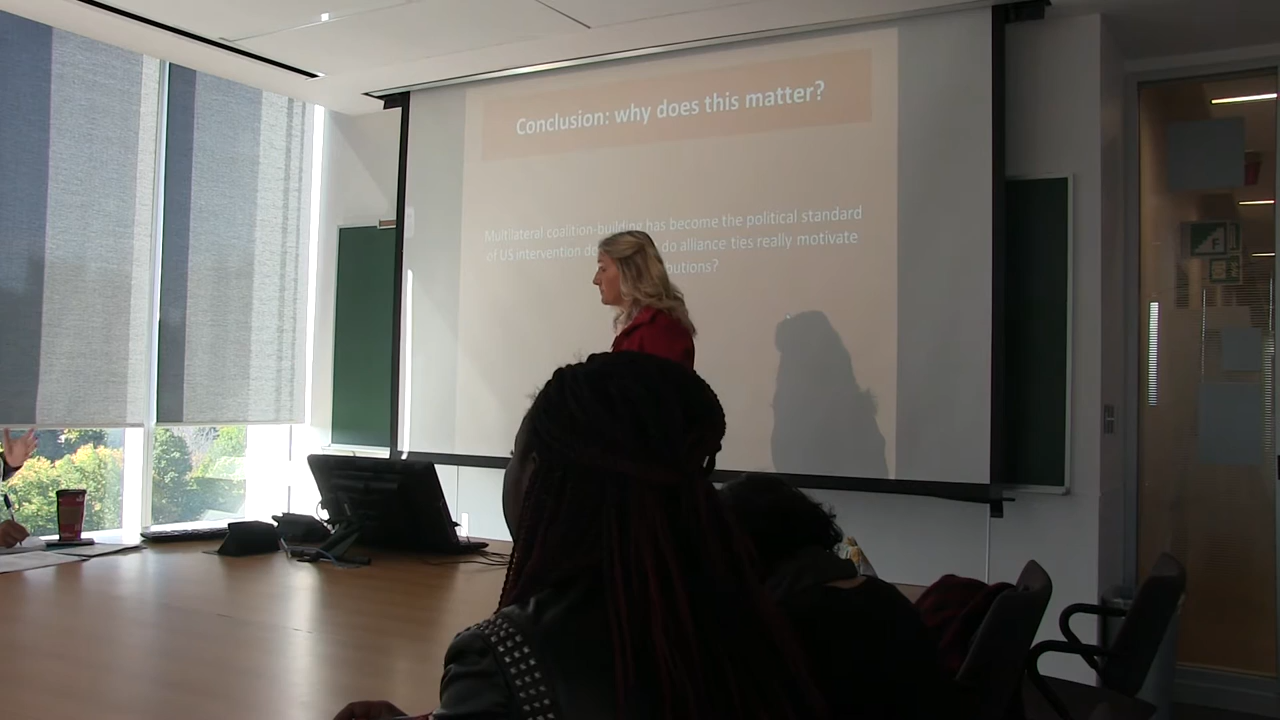 Conclusion: why does this matter?
Multilateral coalition-building has become the political standard
of US intervention do alliance ties really motivate
butions?
F